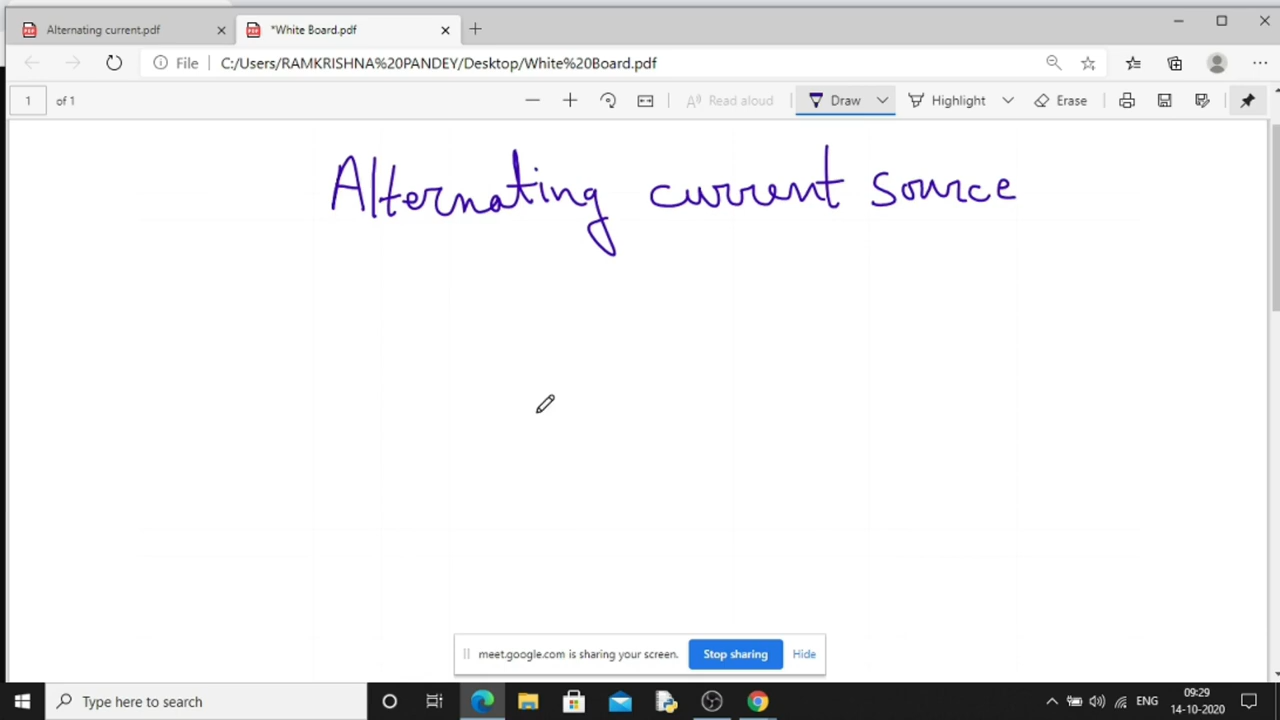 Alternating current.pdf
*White Board.pdf
File
C:/Users/RAMKRISHNA%20PANDEY/Desktop/White%20Board.pdf
1 of 1
Read aloud
Draw
Highlight
Erase
Alternating current source
meet.google.com is sharing your screen.
Stop sharing
Hide
Type here to search
ENG
09:29
14-10-2020